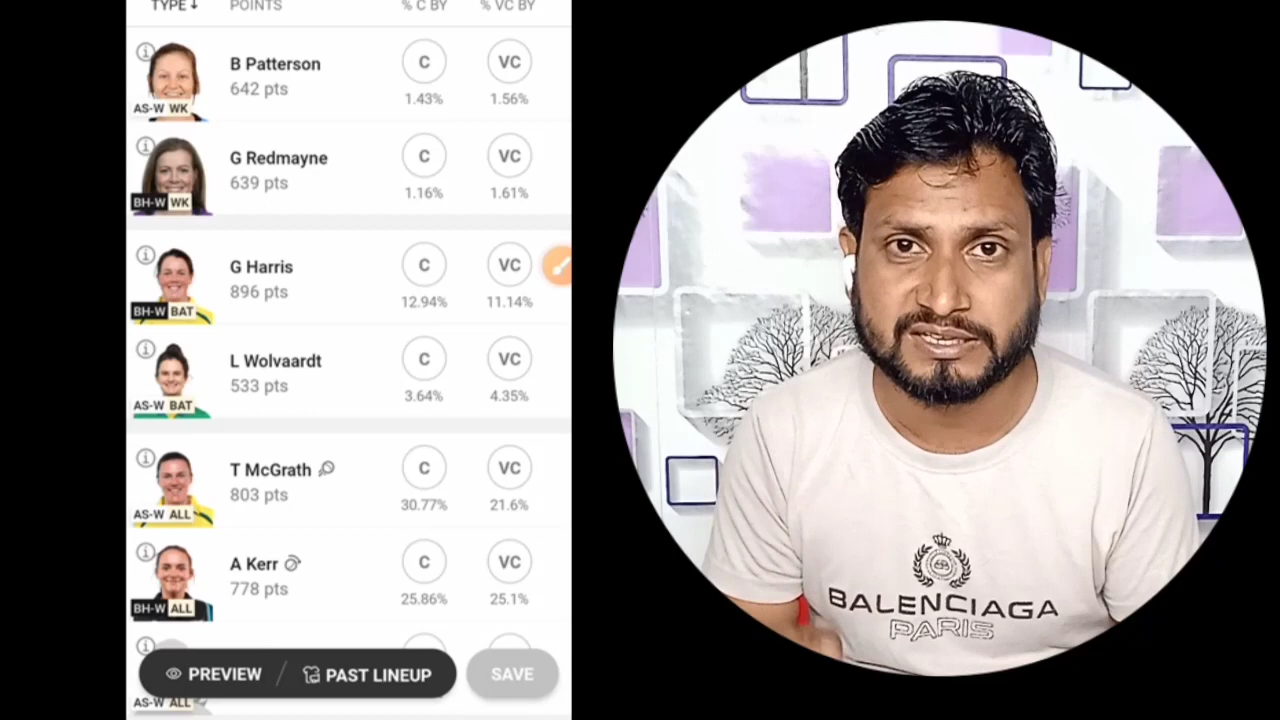 TYPE↓ POINTS % C BY % VC BY
B Patterson
642 pts
C VC
1.43% 1.56%
AS-W WK
G Redmayne
639 pts
C VC
1.16% 1.61%
BH-W WK
G Harris
896 pts
C VC
12.94% 11.14%
BH-W BAT
L Wolvaardt
533 pts
C VC
3.64% 4.35%
AS-W BAT
T McGrath
803 pts
C VC
30.77% 21.6%
AS-W ALL
A Kerr
778 pts
C VC
25.86% 25.1%
BH-W ALL
PREVIEW / PAST LINEUP
SAVE
AS-W ALL
BALENCIAGA
PARIS